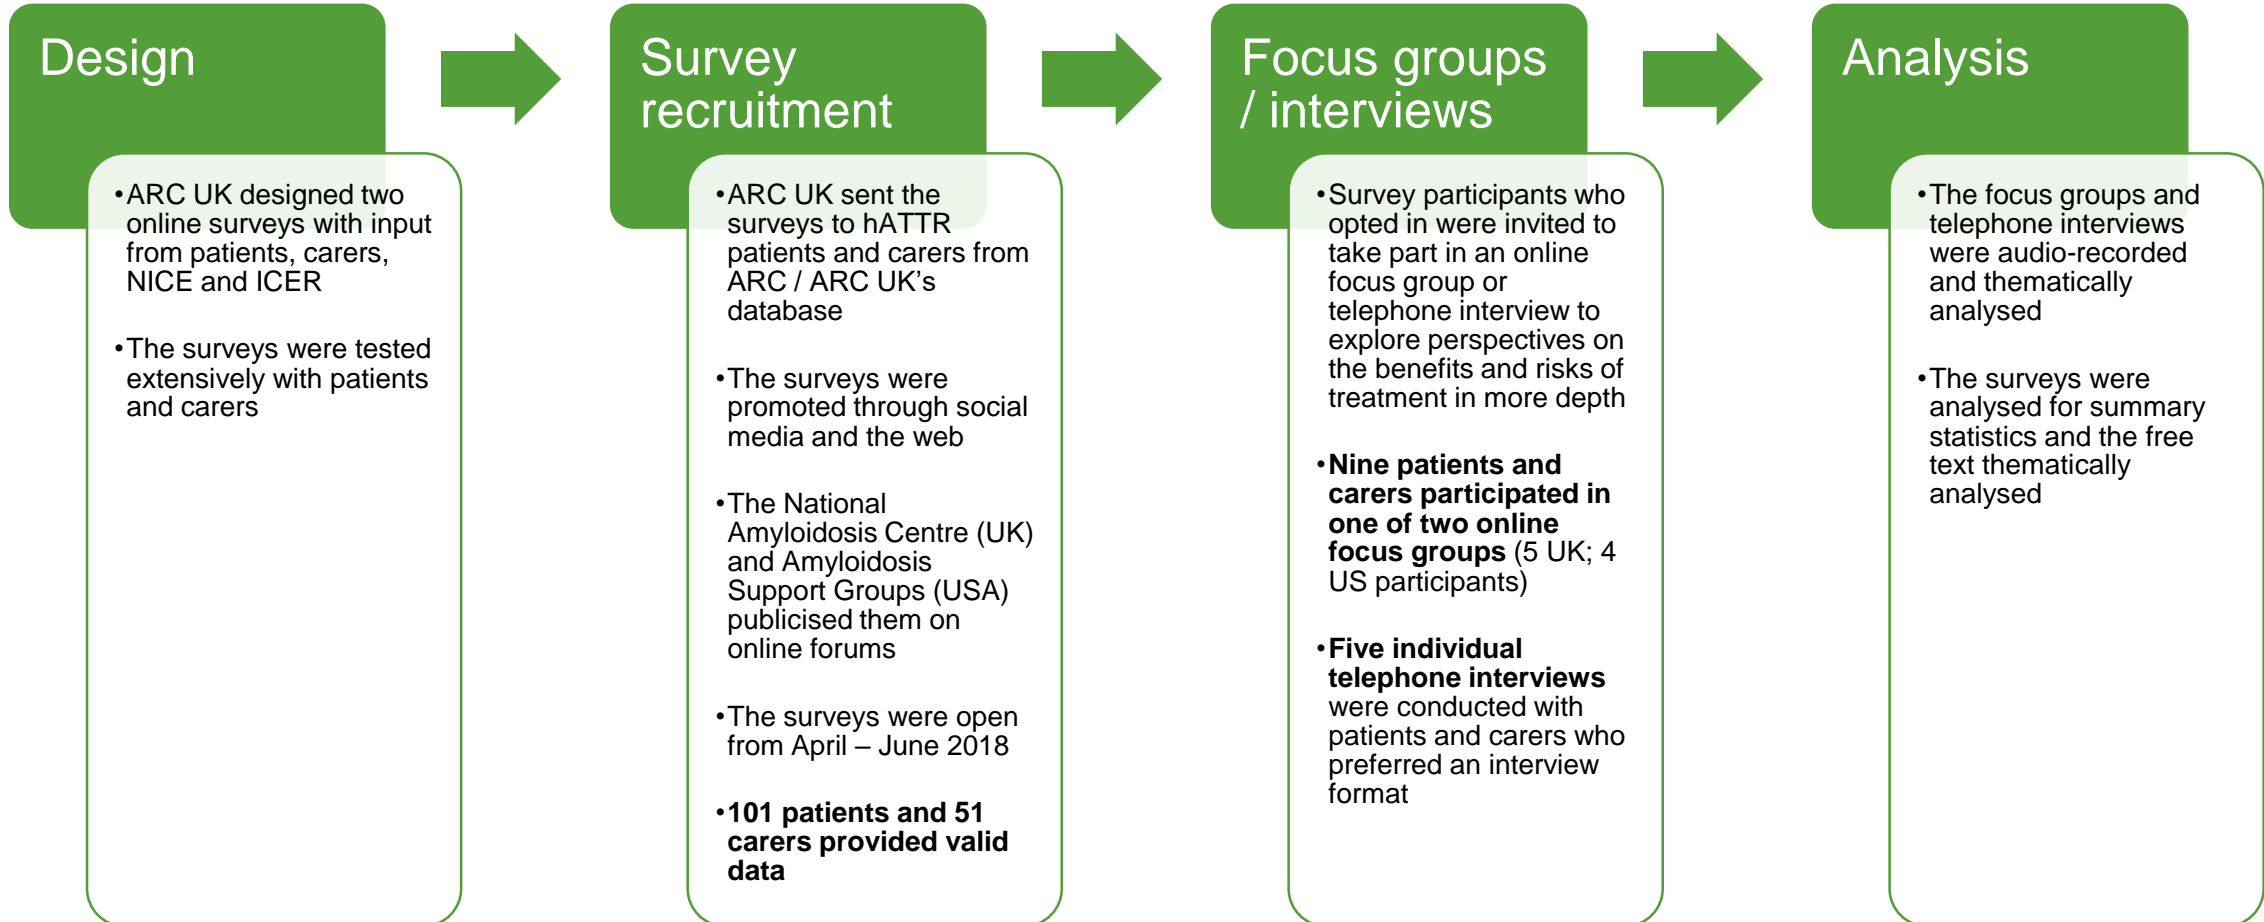 Design
•ARC UK designed two
online surveys with input
from patients, carers,
NICE and ICER
•The surveys were tested
extensively with patients
and carers
Survey
recruitment
•ARC UK sent the
surveys to hATTR
patients and carers from
ARC / ARC UK's
database
•The surveys were
promoted through social
media and the web
•The National
Amyloidosis Centre (UK)
and Amyloidosis
Support Groups (USA)
publicised them on
online forums
•The surveys were open
from April – June 2018
•101 patients and 51
carers provided valid
data
Focus groups
/ interviews
•Survey participants who
opted in were invited to
take part in an online
focus group or
telephone interview to
explore perspectives on
the benefits and risks of
treatment in more depth
•Nine patients and
carers participated in
one of two online
focus groups (5 UK; 4
US participants)
•Five individual
telephone interviews
were conducted with
patients and carers who
preferred an interview
format
Analysis
•The focus groups and
telephone interviews
were audio-recorded
and thematically
analysed
•The surveys were
analysed for summary
statistics and the free
text thematically
analysed